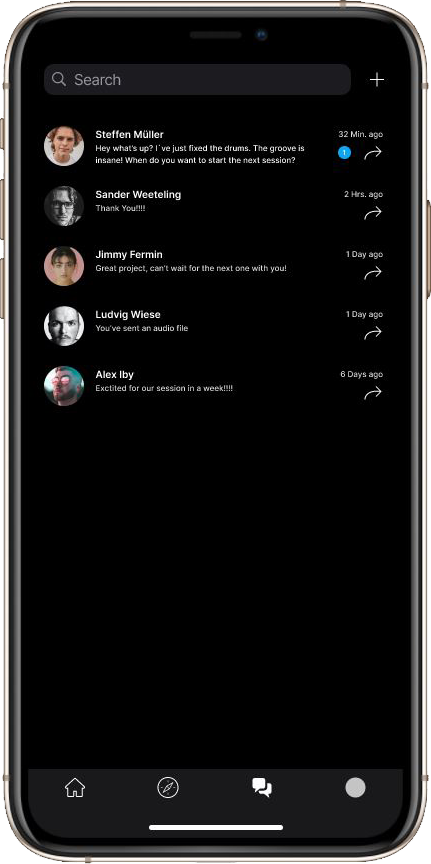 Search
Steffen Müller
32 Min. ago
Hey what's up? I´ve just fixed the drums. The groove is
insane! When do you want to start the next session?
1
Sander Weeteling
2 Hrs. ago
Thank You!!!!
Jimmy Fermin
1 Day ago
Great project, can't wait for the next one with you!
Ludvig Wiese
1 Day ago
You've sent an audio file
Alex Iby
6 Days ago
Exctited for our session in a week!!!!